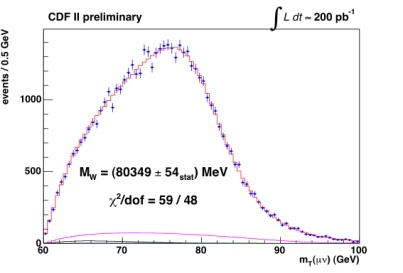 CDF II preliminary
∫ L dt ≈ 200 pb⁻¹
events / 0.5 GeV
1000
500
0
M_W = (80349 ± 54_stat) MeV
χ²/dof = 59 / 48
60 70 80 90 100
m_T(μν) (GeV)